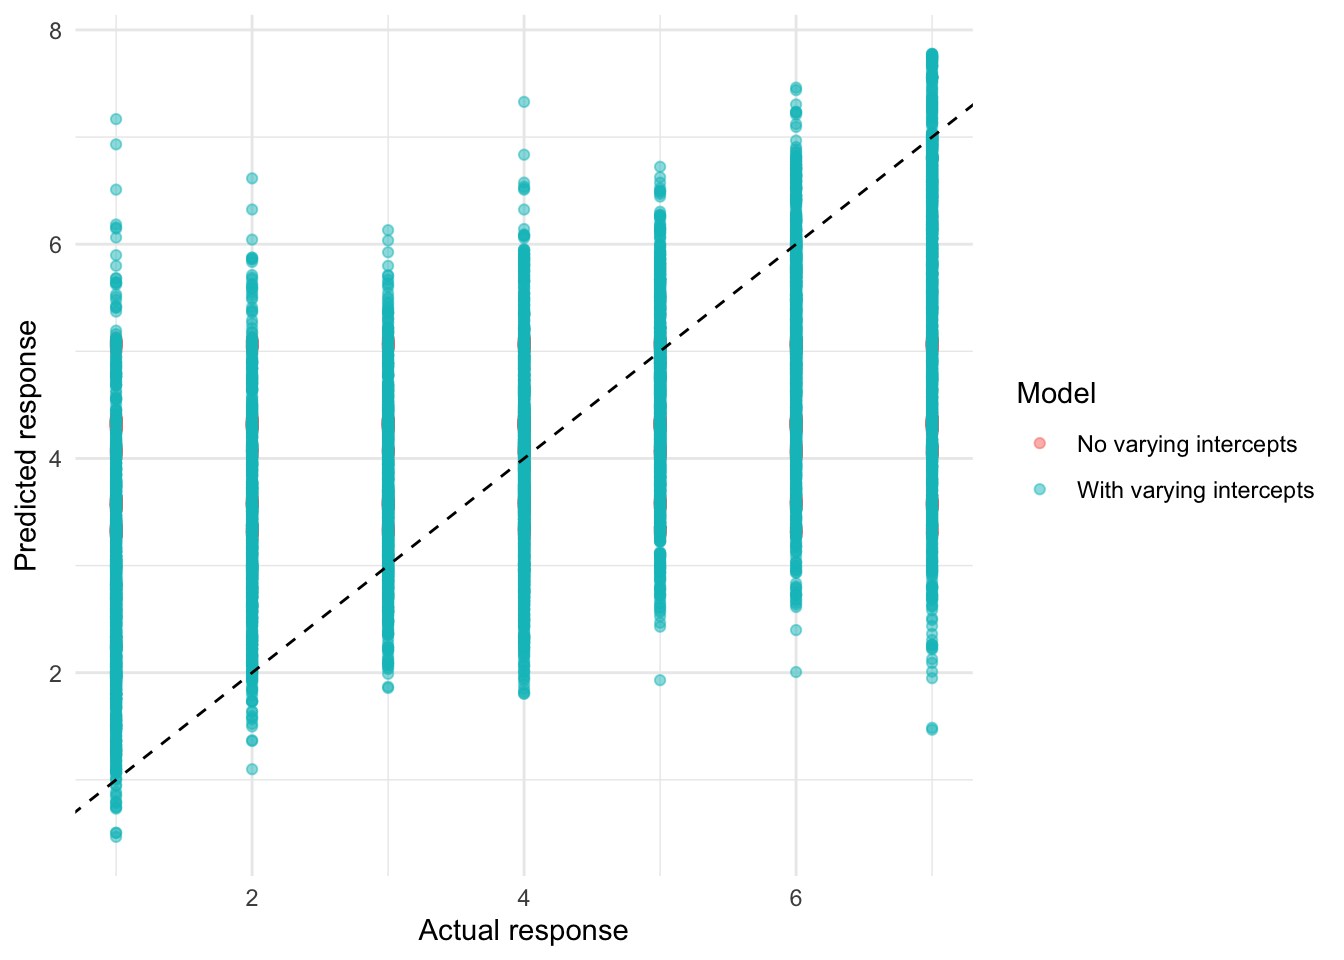 8
6
4
2
2
4
6
Predicted response
Actual response
Model
No varying intercepts
With varying intercepts